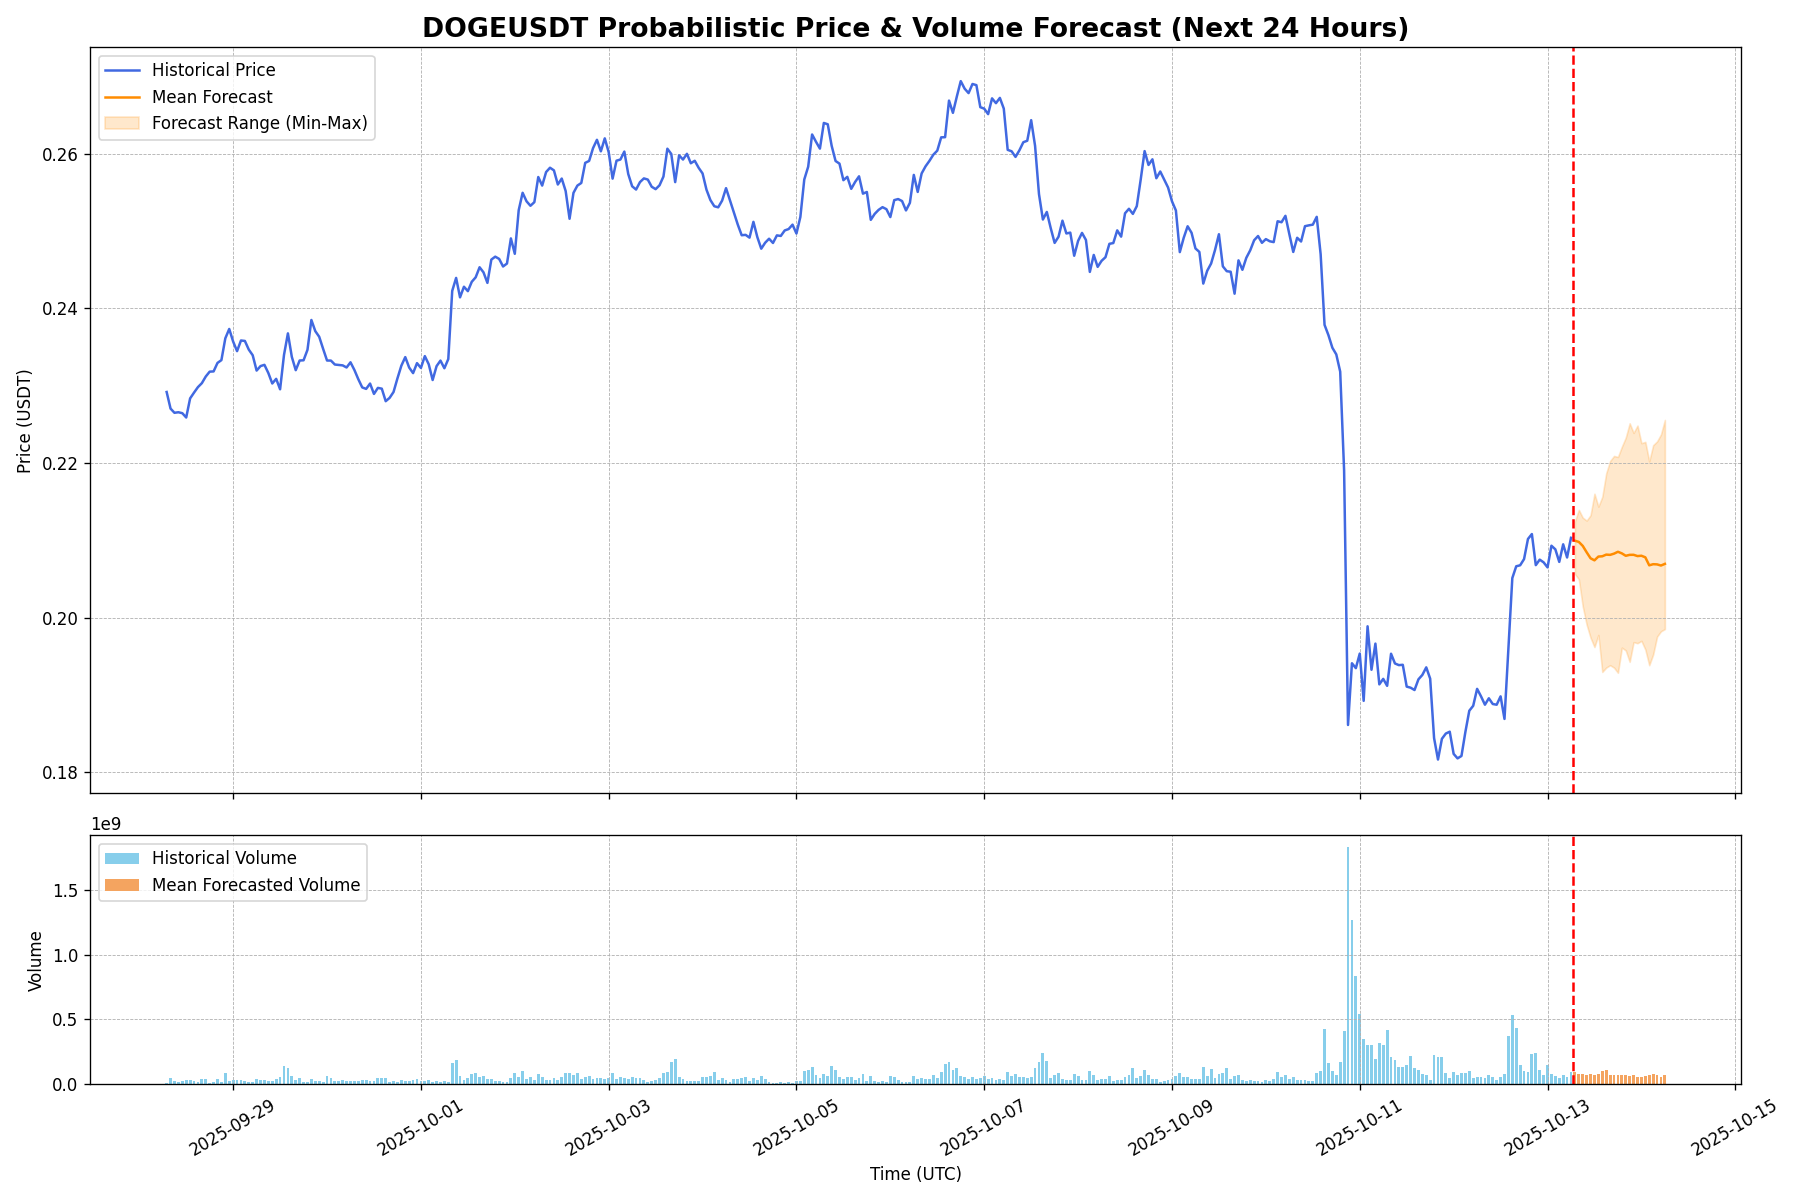 DOGEUSDT Probabilistic Price & Volume Forecast (Next 24 Hours)
Historical Price
Mean Forecast
Forecast Range (Min-Max)
0.26
0.24
0.22
0.20
0.18
Price (USDT)
1e9
Historical Volume
Mean Forecasted Volume
1.5
1.0
0.5
0.0
Volume
2025-09-29
2025-10-01
2025-10-03
2025-10-05
2025-10-07
2025-10-09
2025-10-11
2025-10-13
2025-10-15
Time (UTC)